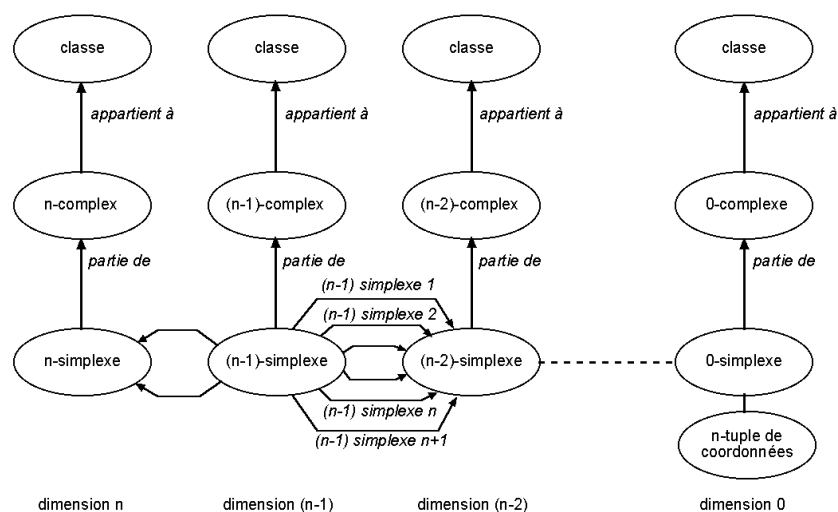 classe
classe
classe
classe
appartient à
appartient à
appartient à
appartient à
n-complex
(n-1)-complex
(n-2)-complex
0-complexe
partie de
partie de
partie de
partie de
(n-1) simplexe 1
(n-1) simplexe 2
n-simplexe
(n-1)-simplexe
(n-2)-simplexe
0-simplexe
(n-1) simplexe n
(n-1) simplexe n+1
n-tuple de
coordonnées
dimension n
dimension (n-1)
dimension (n-2)
dimension 0